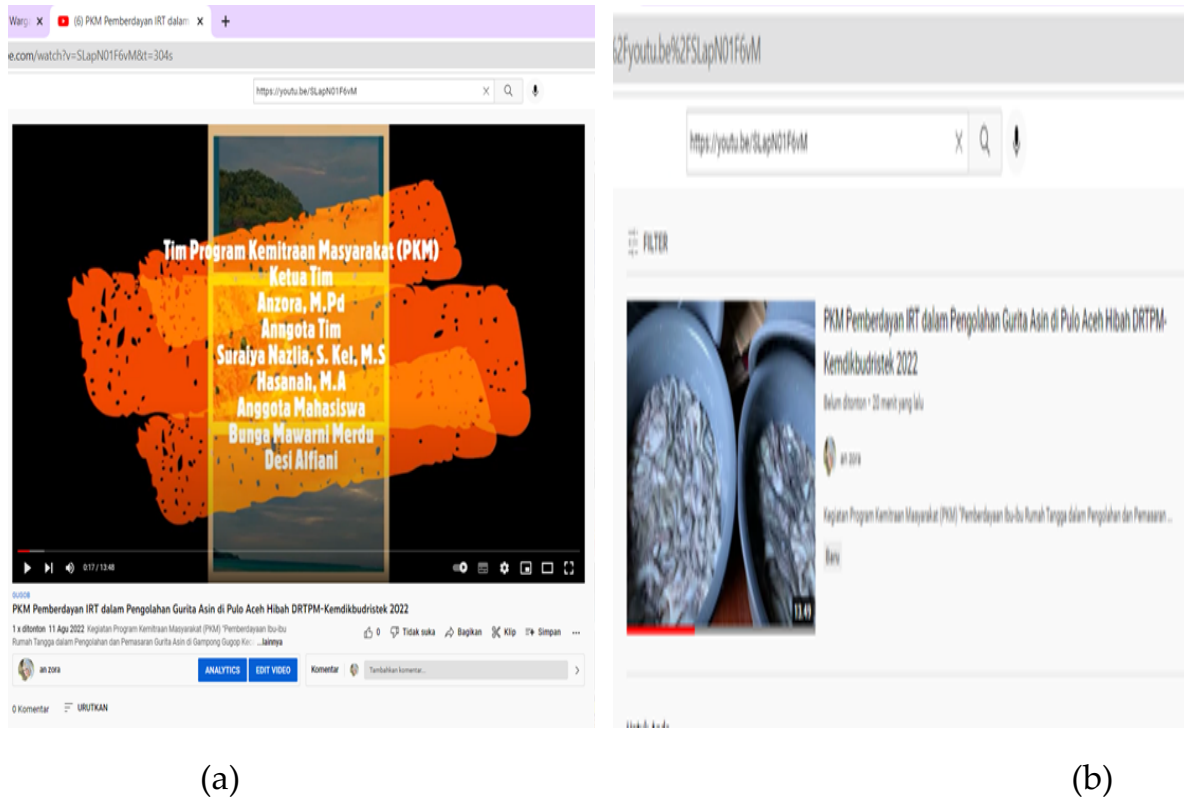 Warg
(6) PKM Pemberdayan IRT dalam
e.com/watch?v=SLapN01F6vM&t=304s
https://youtu.be/SLapN01F6vM
Tim Program Kemitraan Masyarakat (PKM)
Ketua Tim
Anzora, M.Pd
Anngota Tim
Suraiya Nazlia, S. Kel, M.S
Hasanah, M.A
Anggota Mahasiswa
Bunga Mawarni Merdu
Desi Alfiani
0:17 / 13:48
GUGOB
PKM Pemberdayan IRT dalam Pengolahan Gurita Asin di Pulo Aceh Hibah DRTPM-Kemdikbudristek 2022
1 x ditonton 11 Agu 2022 Kegiatan Program Kemitraan Masyarakat (PKM) "Pemberdayaan Ibu-ibu
Rumah Tangga dalam Pengolahan dan Pemasaran Gurita Asin di Gampong Gugop Kec ...lainnya
0 Tidak suka Bagikan Klip Simpan
an zora
ANALYTICS EDIT VIDEO
Komentar Tambahkan komentar...
0 Komentar URUTKAN
(a)
%2Fyoutu.be%2FSLapN01F6vM
https://youtu.be/SLapN01F6vM
FILTER
PKM Pemberdayan IRT dalam Pengolahan Gurita Asin di Pulo Aceh Hibah DRTPM-
Kemdikbudristek 2022
Belum ditonton • 20 menit yang lalu
an zora
Kegiatan Program Kemitraan Masyarakat (PKM) "Pemberdayaan Ibu-ibu Rumah Tangga dalam Pengolahan dan Pemasaran ...
Baru
13.49
(b)